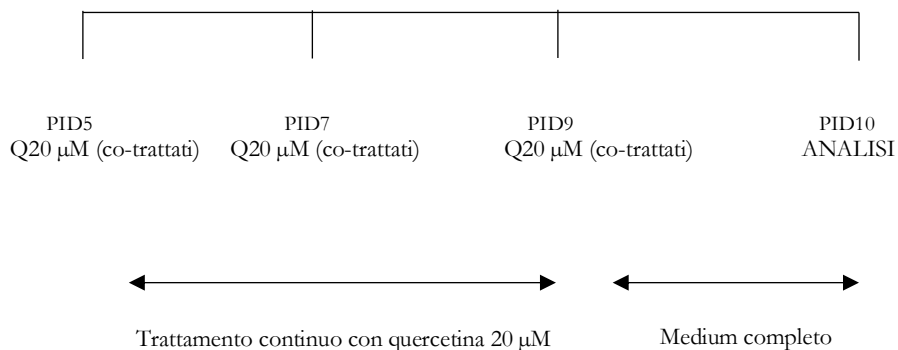 PID5 PID7 PID9 PID10
Q20 μM (co-trattati) Q20 μM (co-trattati) Q20 μM (co-trattati) ANALISI
Trattamento continuo con quercetina 20 μM Medium completo